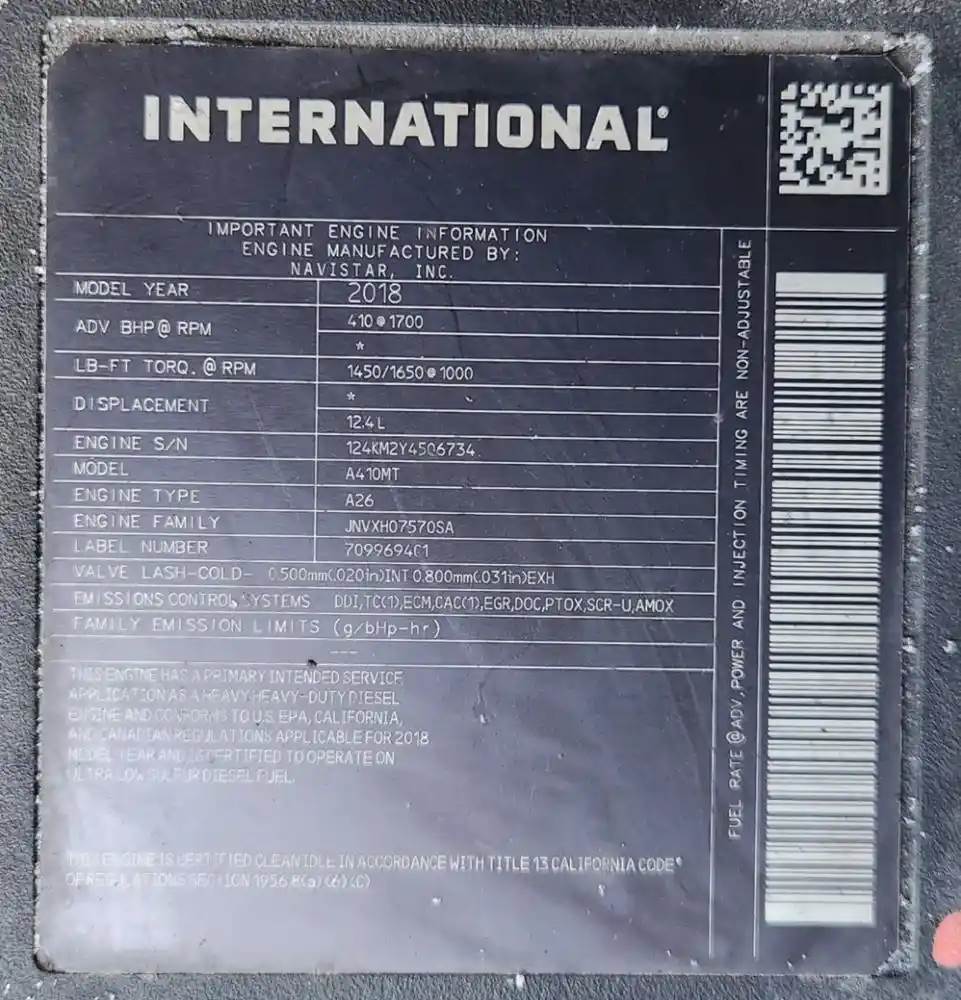 INTERNATIONAL®
IMPORTANT ENGINE INFORMATION
ENGINE MANUFACTURED BY:
NAVISTAR, INC.
MODEL YEAR 2018
ADV BHP@RPM 410@1700
*
LB-FT TORQ.@RPM 1450/1650@1000
*
DISPLACEMENT 12.4L
ENGINE S/N 124KM2Y4506734
MODEL A410MT
ENGINE TYPE A26
ENGINE FAMILY JNVXH07570SA
LABEL NUMBER 7099694C1
VALVE LASH-COLD- 0.500mm(.020in)INT 0.800mm(.031in)EXH
EMISSIONS CONTROL SYSTEMS DDI,TC(1),ECM,CAC(1),EGR,DOC,PTOX,SCR-U,AMOX
FAMILY EMISSION LIMITS (g/bHp-hr)
---
THIS ENGINE HAS A PRIMARY INTENDED SERVICE
APPLICATION AS A HEAVY HEAVY-DUTY DIESEL
ENGINE AND CONFORMS TO U.S. EPA, CALIFORNIA,
AND CANADIAN REGULATIONS APPLICABLE FOR 2018
MODEL YEAR AND IS CERTIFIED TO OPERATE ON
ULTRA LOW SULFUR DIESEL FUEL.
THIS ENGINE IS CERTIFIED CLEAN IDLE IN ACCORDANCE WITH TITLE 13 CALIFORNIA CODE
OF REGULATIONS SECTION 1956.8(a)(6)(C)
FUEL RATE @ADV,POWER AND INJECTION TIMING ARE NON-ADJUSTABLE